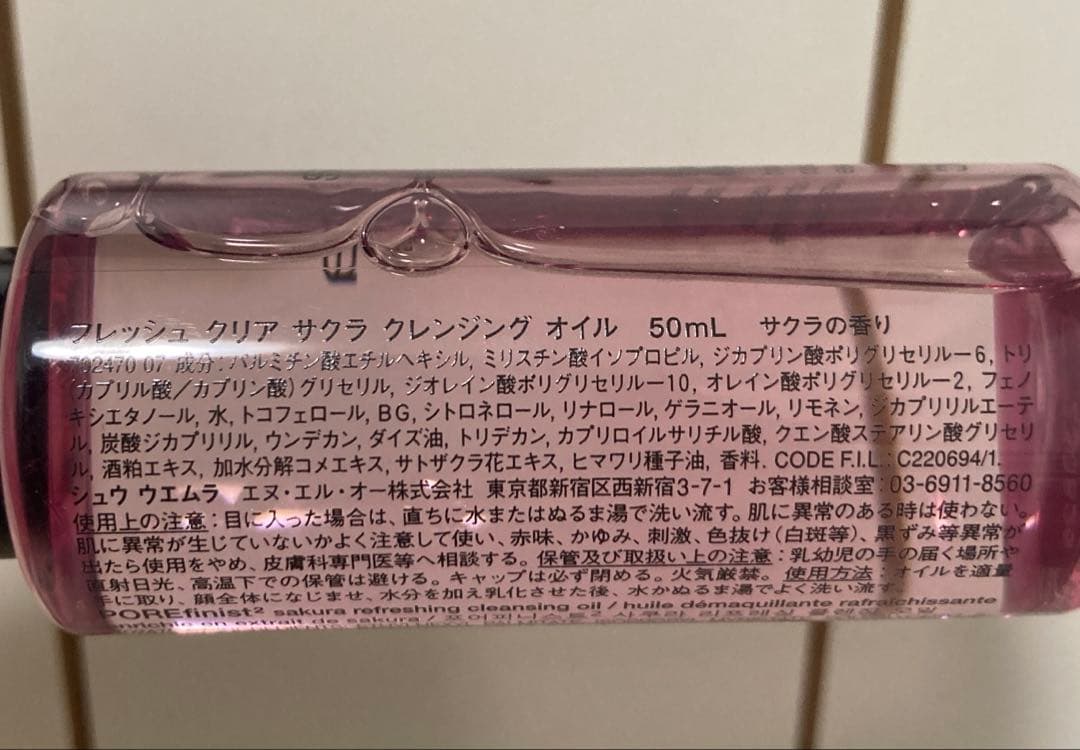 フレッシュ クリア サクラ クレンジング オイル 50mL サクラの香り
702470 07 成分:パルミチン酸エチルヘキシル, ミリスチン酸イソプロピル, ジカプリン酸ポリグリセリル－6, トリ
(カプリル酸／カプリン酸)グリセリル, ジオレイン酸ポリグリセリル－10, オレイン酸ポリグリセリル－2, フェノ
キシエタノール, 水, トコフェロール, BG, シトロネロール, リナロール, ゲラニオール, リモネン, ジカプリリルエーテ
ル, 炭酸ジカプリリル, ウンデカン, ダイズ油, トリデカン, カプリロイルサリチル酸, クエン酸ステアリン酸グリセリ
ル, 酒粕エキス, 加水分解コメエキス, サトザクラ花エキス, ヒマワリ種子油, 香料. CODE F.I.L.: C220694/1.
シュウ ウエムラ エヌ・エル・オー株式会社 東京都新宿区西新宿3-7-1 お客様相談室:03-6911-8560
使用上の注意:目に入った場合は、直ちに水またはぬるま湯で洗い流す。肌に異常のある時は使わない。
肌に異常が生じていないかよく注意して使い、赤味、かゆみ、刺激、色抜け(白斑等)、黒ずみ等異常が
出たら使用をやめ、皮膚科専門医等へ相談する。保管及び取扱い上の注意:乳幼児の手の届く場所や
直射日光、高温下での保管は避ける。キャップは必ず閉める。火気厳禁。使用方法:オイルを適量
手に取り、顔全体になじませ、水分を加え乳化させた後、水かぬるま湯で洗い流す。
POREfinist² sakura refreshing cleansing oil / huile démaquillante rafraîchissante
extrait de sakura / 포어피니스트² 사쿠라 리프레싱 클렌징 오일